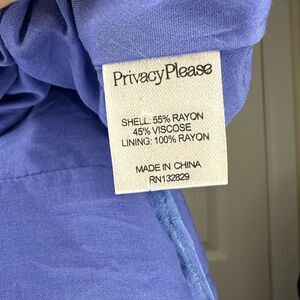 PrivacyPlease
SHELL: 55% RAYON
45% VISCOSE
LINING: 100% RAYON
MADE IN CHINA
RN132829